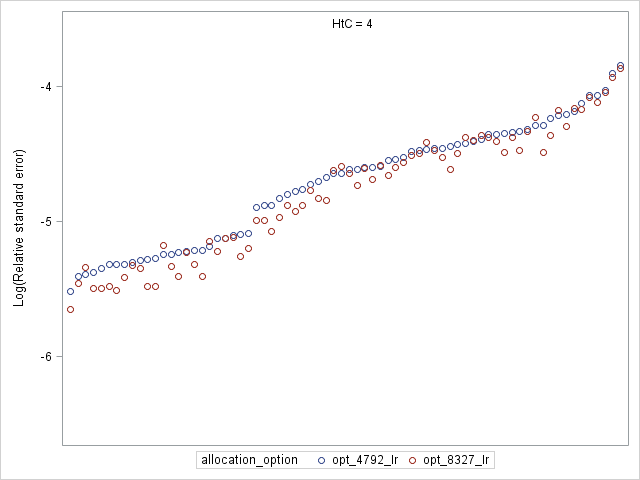 HtC = 4
Log(Relative standard error)
-4
-5
-6
allocation_option opt_4792_lr opt_8327_lr